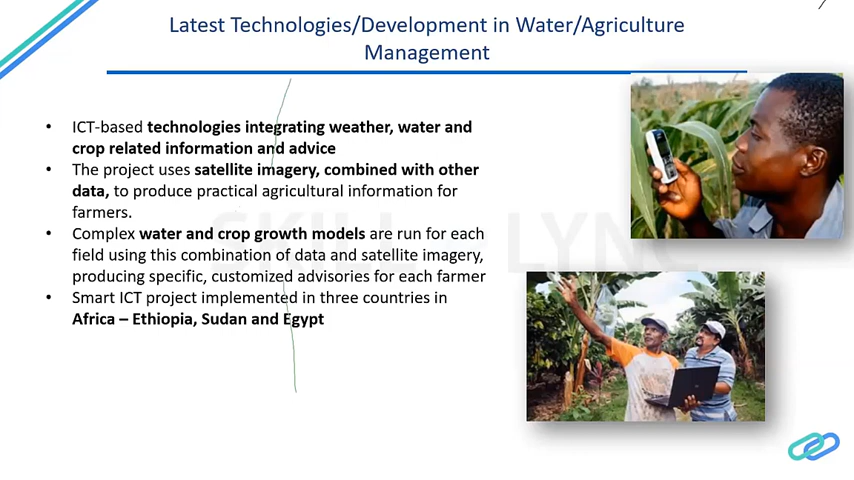 Latest Technologies/Development in Water/Agriculture
Management
• ICT-based technologies integrating weather, water and
crop related information and advice
• The project uses satellite imagery, combined with other
data, to produce practical agricultural information for
farmers.
• Complex water and crop growth models are run for each
field using this combination of data and satellite imagery,
producing specific, customized advisories for each farmer
• Smart ICT project implemented in three countries in
Africa – Ethiopia, Sudan and Egypt
SKILL LYNC